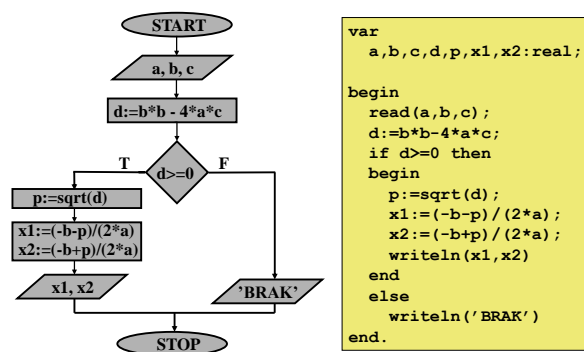 START
a, b, c
d:=b*b - 4*a*c
T
d>=0
F
p:=sqrt(d)
x1:=(-b-p)/(2*a)
x2:=(-b+p)/(2*a)
x1, x2
'BRAK'
STOP
var
a,b,c,d,p,x1,x2:real;
begin
read(a,b,c);
d:=b*b-4*a*c;
if d>=0 then
begin
p:=sqrt(d);
x1:=(-b-p)/(2*a);
x2:=(-b+p)/(2*a);
writeln(x1,x2)
end
else
writeln('BRAK')
end.